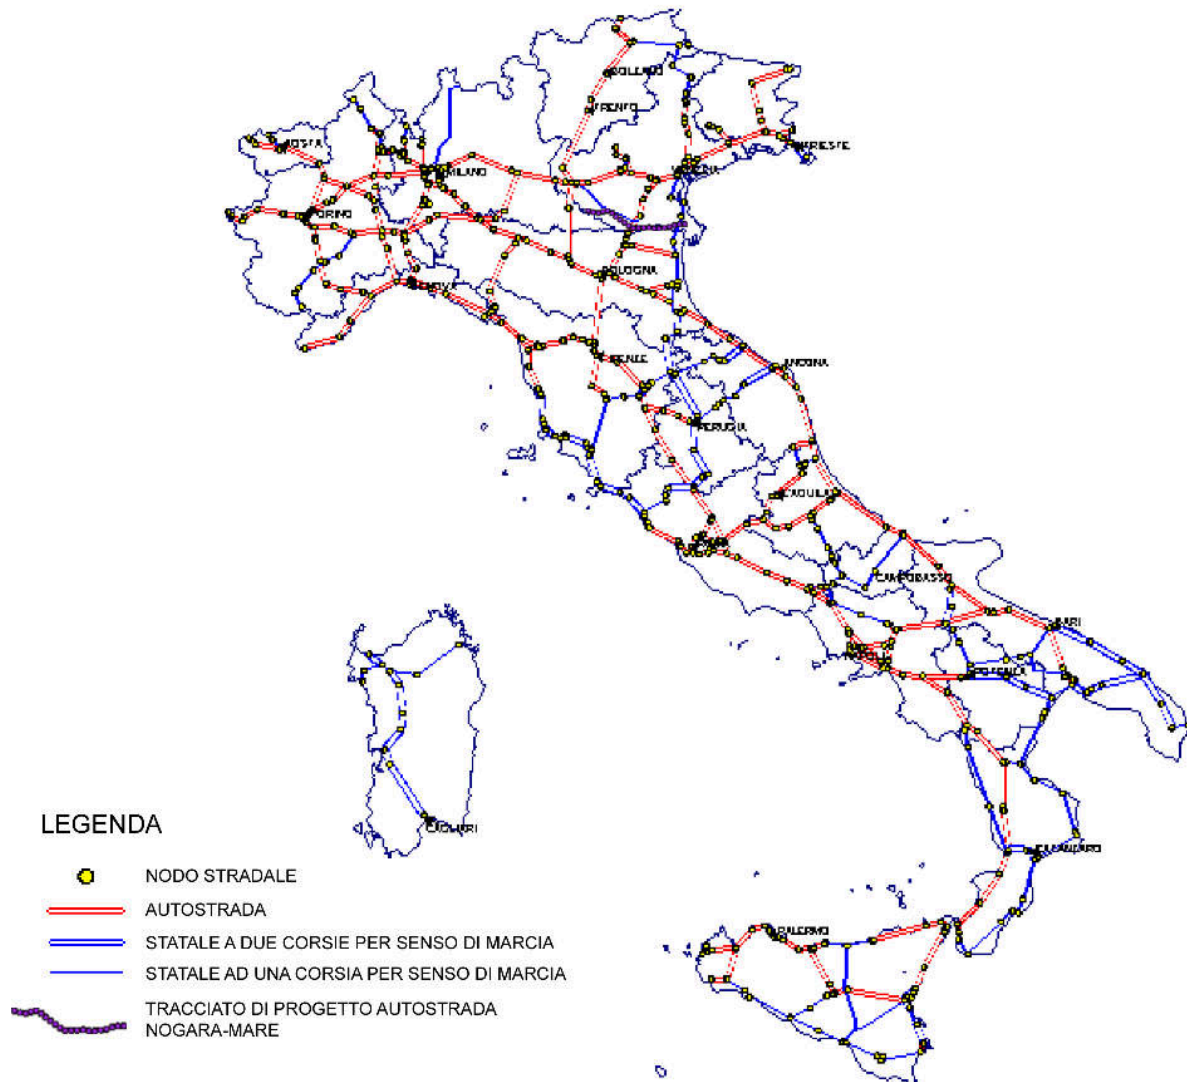 BOLZANO
TRENTO
AOSTA
TRIESTE
MILANO
TORINO
BOLOGNA
GENOVA
FIRENZE
ANCONA
PERUGIA
L'AQUILA
CAMPOBASSO
BARI
NAPOLI
POTENZA
CAGLIARI
CATANZARO
PALERMO
LEGENDA
NODO STRADALE
AUTOSTRADA
STATALE A DUE CORSIE PER SENSO DI MARCIA
STATALE AD UNA CORSIA PER SENSO DI MARCIA
TRACCIATO DI PROGETTO AUTOSTRADA
NOGARA-MARE